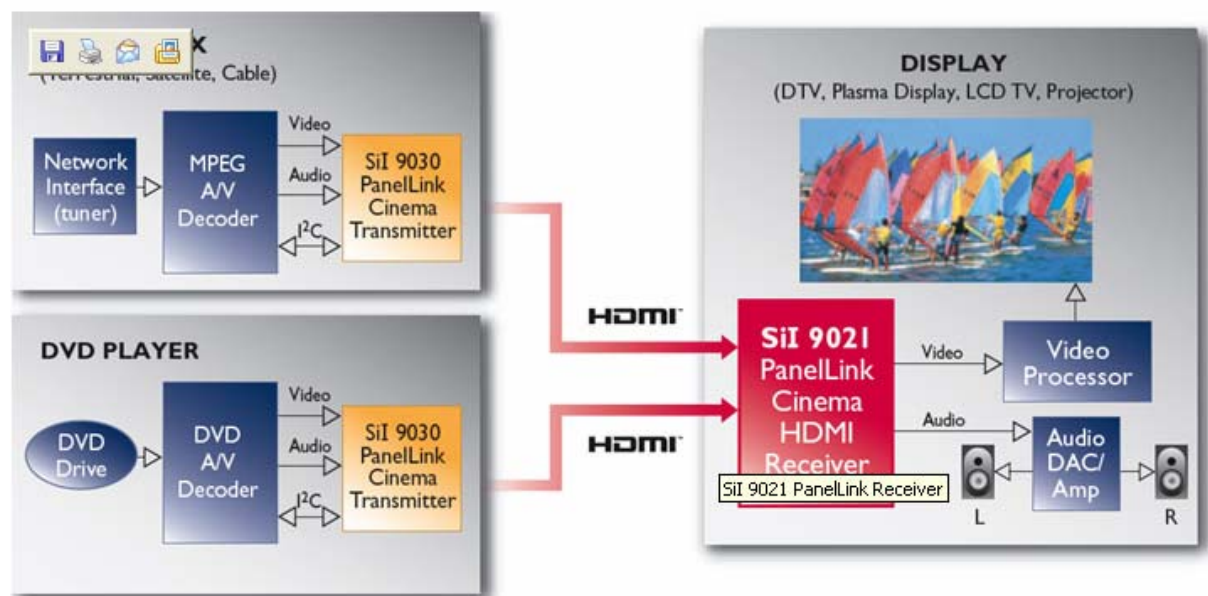 X
(Terrestrial, Satellite, Cable)
Network
Interface
(tuner)
MPEG
A/V
Decoder
Video
Audio
I²C
SiI 9030
PanelLink
Cinema
Transmitter
DVD PLAYER
DVD
Drive
DVD
A/V
Decoder
Video
Audio
I²C
SiI 9030
PanelLink
Cinema
Transmitter
HDMI™
HDMI™
DISPLAY
(DTV, Plasma Display, LCD TV, Projector)
SiI 9021
PanelLink
Cinema
HDMI
Receiver
SiI 9021 PanelLink Receiver
Video
Video
Processor
Audio
Audio
DAC/
Amp
L
R